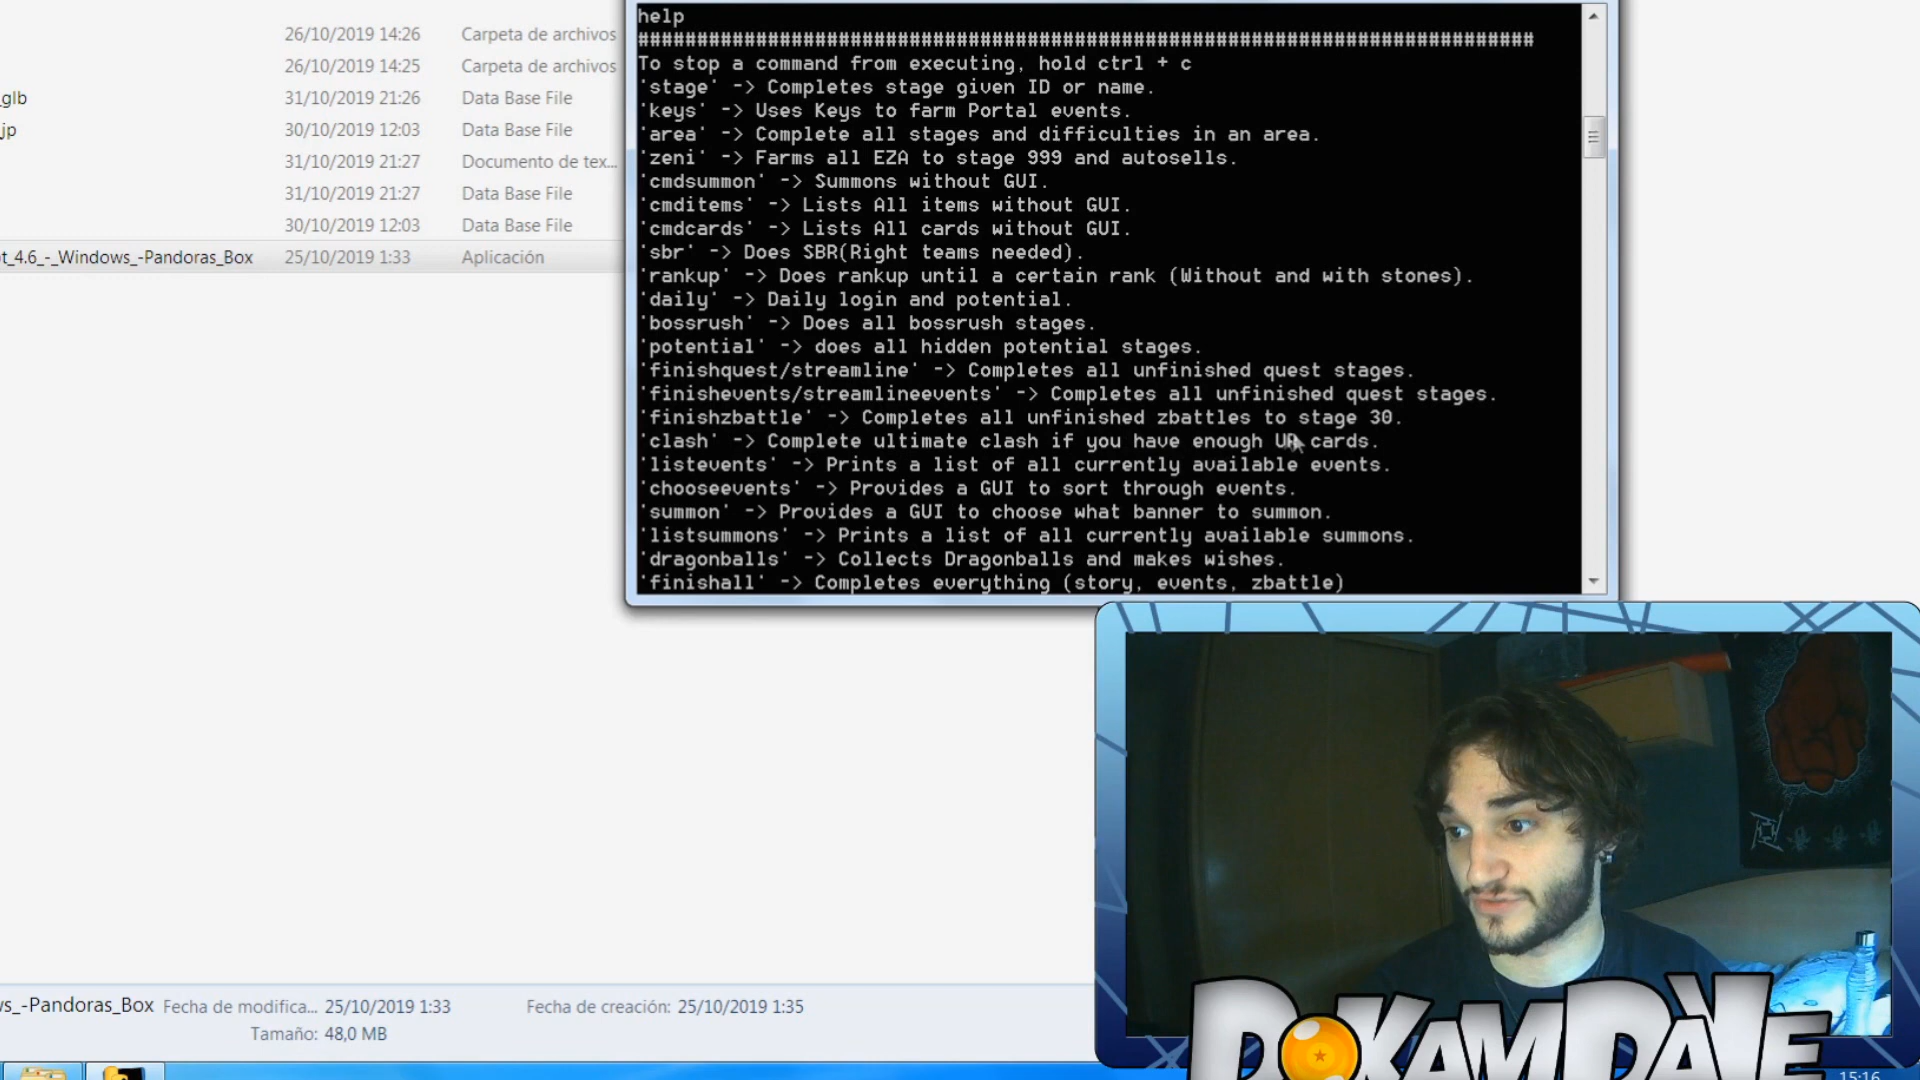 help
############################################################################
To stop a command from executing, hold ctrl + c
'stage' -> Completes stage given ID or name.
'keys' -> Uses Keys to farm Portal events.
'area' -> Complete all stages and difficulties in an area.
'zeni' -> Farms all EZA to stage 999 and autosells.
'cmdsummon' -> Summons without GUI.
'cmditems' -> Lists All items without GUI.
'cmdcards' -> Lists All cards without GUI.
'sbr' -> Does SBR(Right teams needed).
'rankup' -> Does rankup until a certain rank (Without and with stones).
'daily' -> Daily login and potential.
'bossrush' -> Does all bossrush stages.
'potential' -> does all hidden potential stages.
'finishquest/streamline' -> Completes all unfinished quest stages.
'finishevents/streamlineevents' -> Completes all unfinished quest stages.
'finishzbattle' -> Completes all unfinished zbattles to stage 30.
'clash' -> Complete ultimate clash if you have enough UR cards.
'listevents' -> Prints a list of all currently available events.
'chooseevents' -> Provides a GUI to sort through events.
'summon' -> Provides a GUI to choose what banner to summon.
'listsummons' -> Prints a list of all currently available summons.
'dragonballs' -> Collects Dragonballs and makes wishes.
'finishall' -> Completes everything (story, events, zbattle)
26/10/2019 14:26 Carpeta de archivos
26/10/2019 14:25 Carpeta de archivos
_glb 31/10/2019 21:26 Data Base File
_jp 30/10/2019 12:03 Data Base File
31/10/2019 21:27 Documento de tex...
31/10/2019 21:27 Data Base File
30/10/2019 12:03 Data Base File
t_4.6_-_Windows_-Pandoras_Box 25/10/2019 1:33 Aplicación
ws_-Pandoras_Box Fecha de modifica... 25/10/2019 1:33 Fecha de creación: 25/10/2019 1:35
Tamaño: 48,0 MB
DOKAMDAVE
15:16